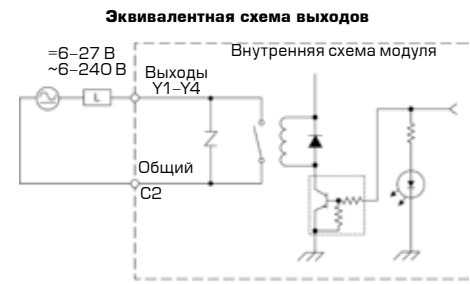 Эквивалентная схема выходов
=6–27 В
~6–240 В
Внутренняя схема модуля
Выходы
Y1–Y4
L
Общий
C2